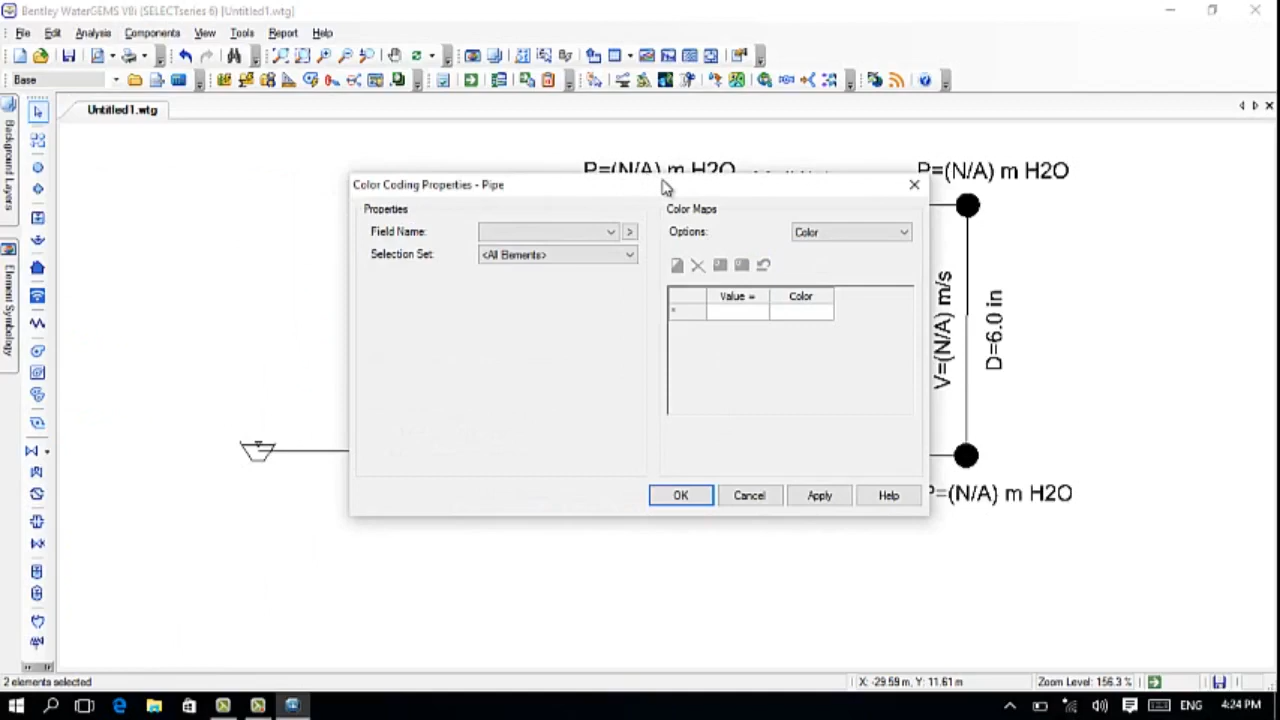 Bentley WaterGEMS V8i (SELECTseries 6) [Untitled1.wtg]
File Edit Analysis Components View Tools Report Help
Base
Untitled1.wtg
Background Layers
Element Symbology
P=(N/A) m H2O
P=(N/A) m H2O
Color Coding Properties - Pipe
Properties
Field Name:
>
Selection Set: <All Elements>
Color Maps
Options: Color
Value = Color
*
OK Cancel Apply Help
V=(N/A) m/s
D=6.0 in
P=(N/A) m H2O
2 elements selected
X: -29.59 m, Y: 11.61 m
Zoom Level: 156.3 %
ENG
4:24 PM